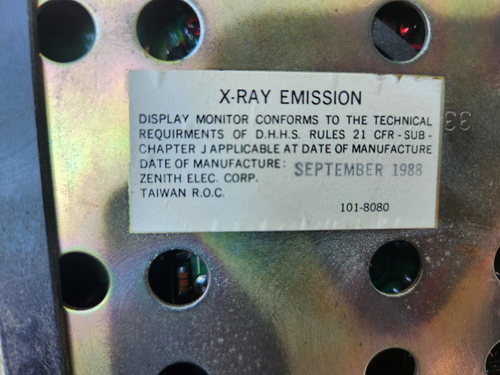 X-RAY EMISSION
DISPLAY MONITOR CONFORMS TO THE TECHNICAL
REQUIRMENTS OF D.H.H.S. RULES 21 CFR-SUB-
CHAPTER J APPLICABLE AT DATE OF MANUFACTURE
DATE OF MANUFACTURE: SEPTEMBER 1988
ZENITH ELEC. CORP.
TAIWAN R.O.C.
101-8080